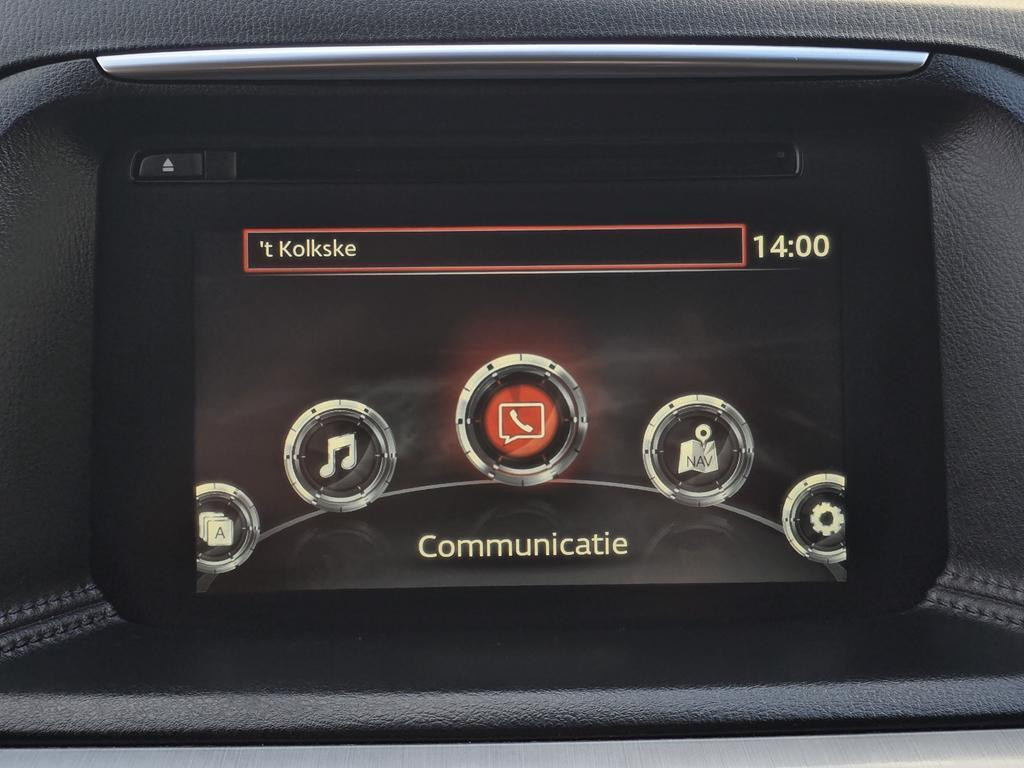 't Kolkske
14:00
NAV
A
Communicatie